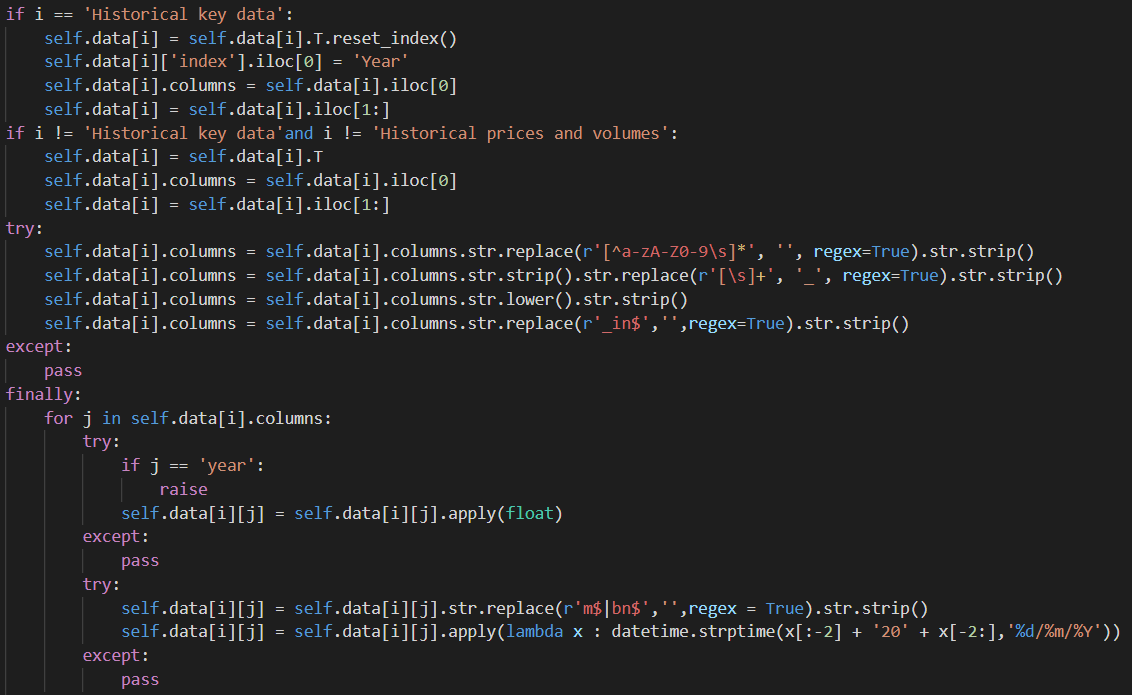 if i == 'Historical key data':
    self.data[i] = self.data[i].T.reset_index()
    self.data[i]['index'].iloc[0] = 'Year'
    self.data[i].columns = self.data[i].iloc[0]
    self.data[i] = self.data[i].iloc[1:]
if i != 'Historical key data'and i != 'Historical prices and volumes':
    self.data[i] = self.data[i].T
    self.data[i].columns = self.data[i].iloc[0]
    self.data[i] = self.data[i].iloc[1:]
try:
    self.data[i].columns = self.data[i].columns.str.replace(r'[^a-zA-Z0-9\s]*', '', regex=True).str.strip()
    self.data[i].columns = self.data[i].columns.str.strip().str.replace(r'[\s]+', '_', regex=True).str.strip()
    self.data[i].columns = self.data[i].columns.str.lower().str.strip()
    self.data[i].columns = self.data[i].columns.str.replace(r'_in$','',regex=True).str.strip()
except:
    pass
finally:
    for j in self.data[i].columns:
        try:
            if j == 'year':
                raise
            self.data[i][j] = self.data[i][j].apply(float)
        except:
            pass
        try:
            self.data[i][j] = self.data[i][j].str.replace(r'm$|bn$','',regex = True).str.strip()
            self.data[i][j] = self.data[i][j].apply(lambda x : datetime.strptime(x[:-2] + '20' + x[-2:],'%d/%m/%Y'))
        except:
            pass